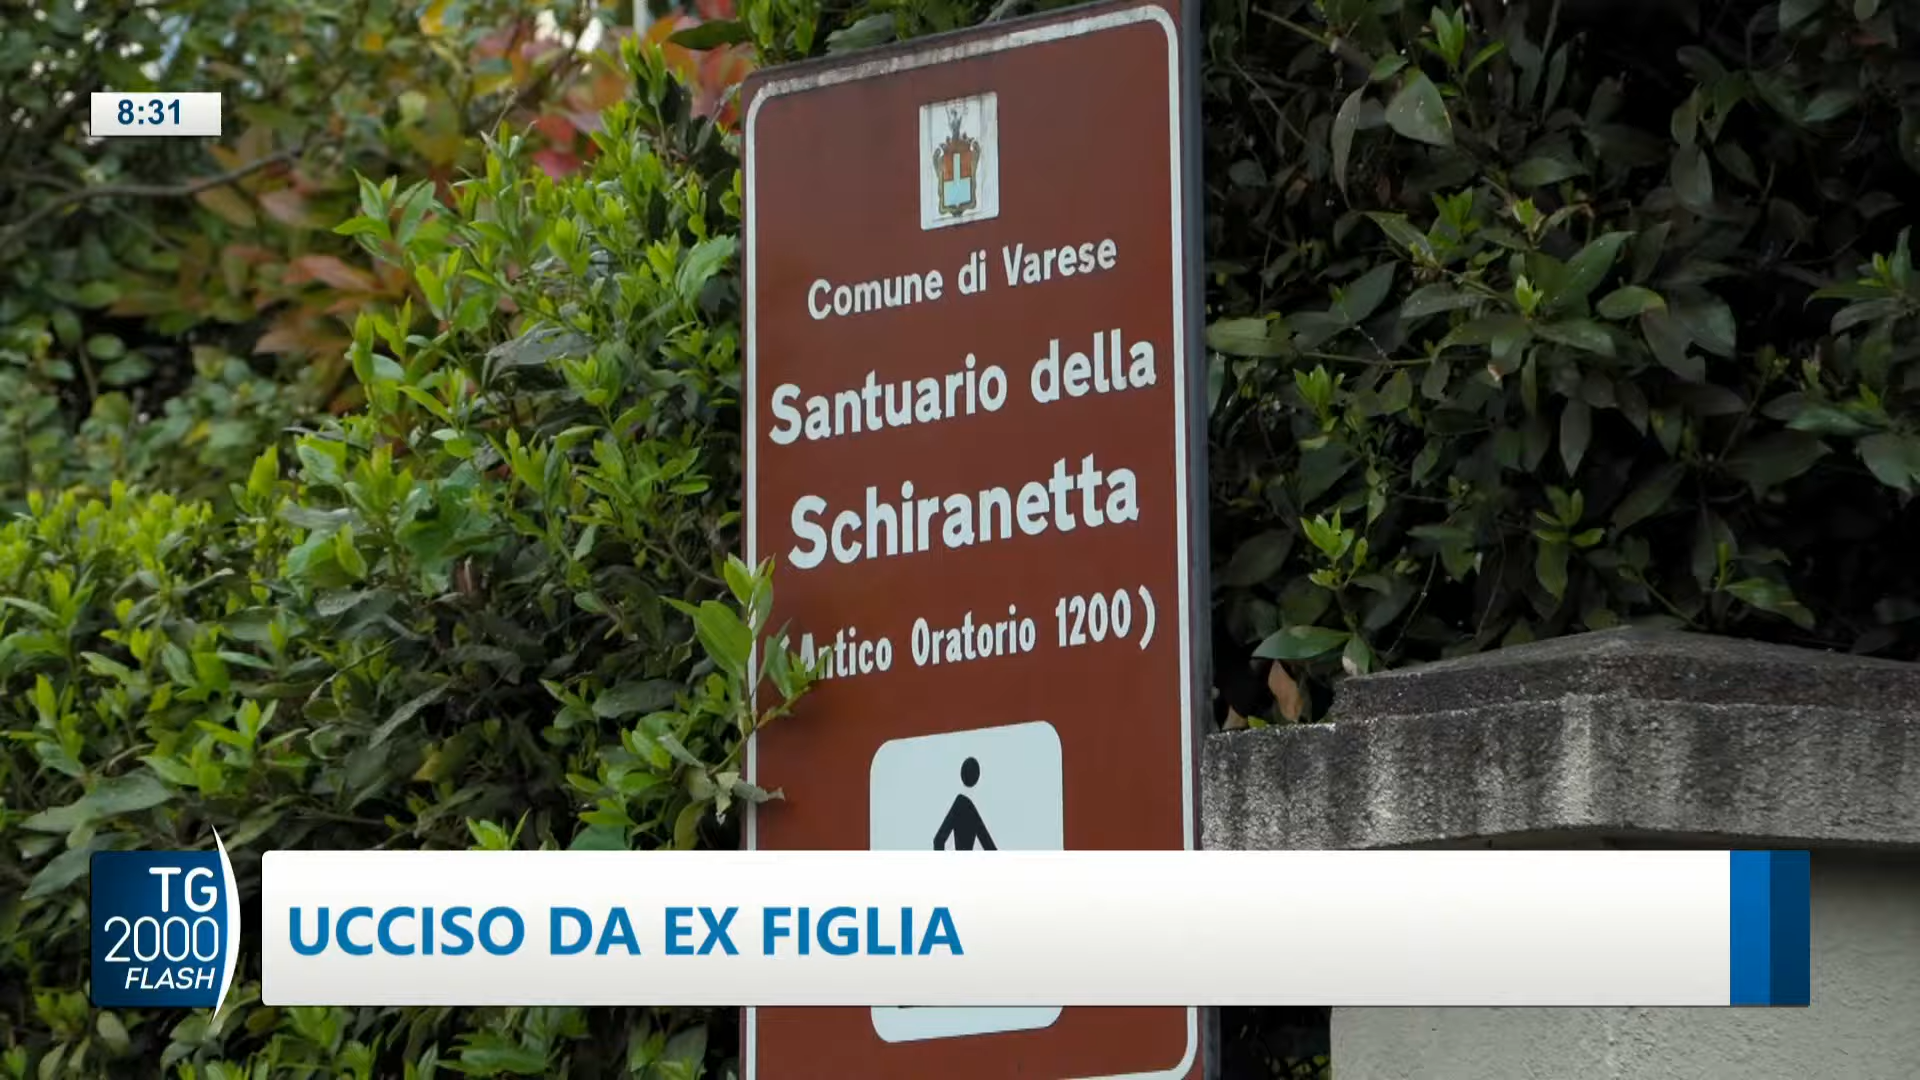 8:31
Comune di Varese
Santuario della
Schiranetta
(Antico Oratorio 1200)
TG
2000
FLASH
UCCISO DA EX FIGLIA